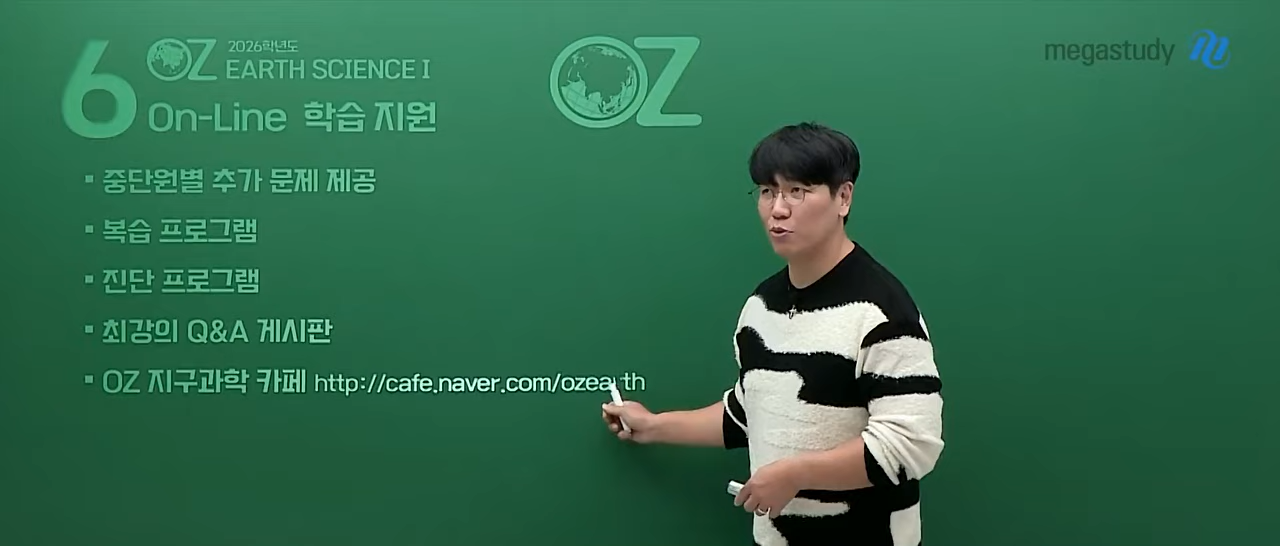 6
OZ 2026학년도
EARTH SCIENCE I
On-Line 학습 지원
OZ
megastudy
▪ 중단원별 추가 문제 제공
▪ 복습 프로그램
▪ 진단 프로그램
▪ 최강의 Q&A 게시판
▪ OZ 지구과학 카페 http://cafe.naver.com/ozearth